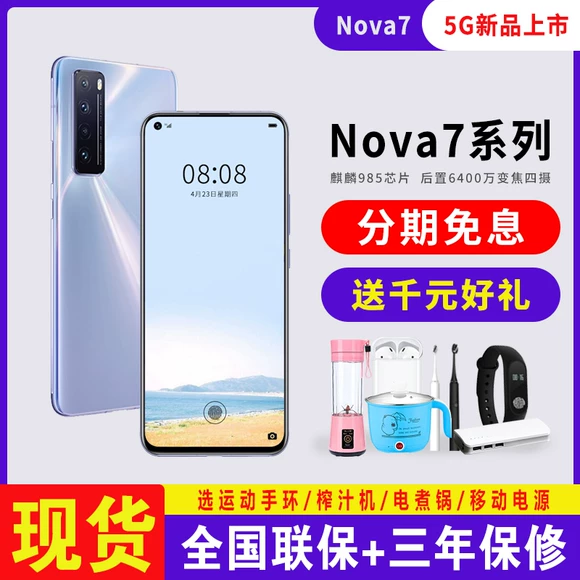 Nova7 5G新品上市
08:08
4月23日星期四
Nova7系列
麒麟985芯片 后置6400万变焦四摄
分期免息
送千元好礼
现货
选运动手环/榨汁机/电煮锅/移动电源
全国联保+三年保修